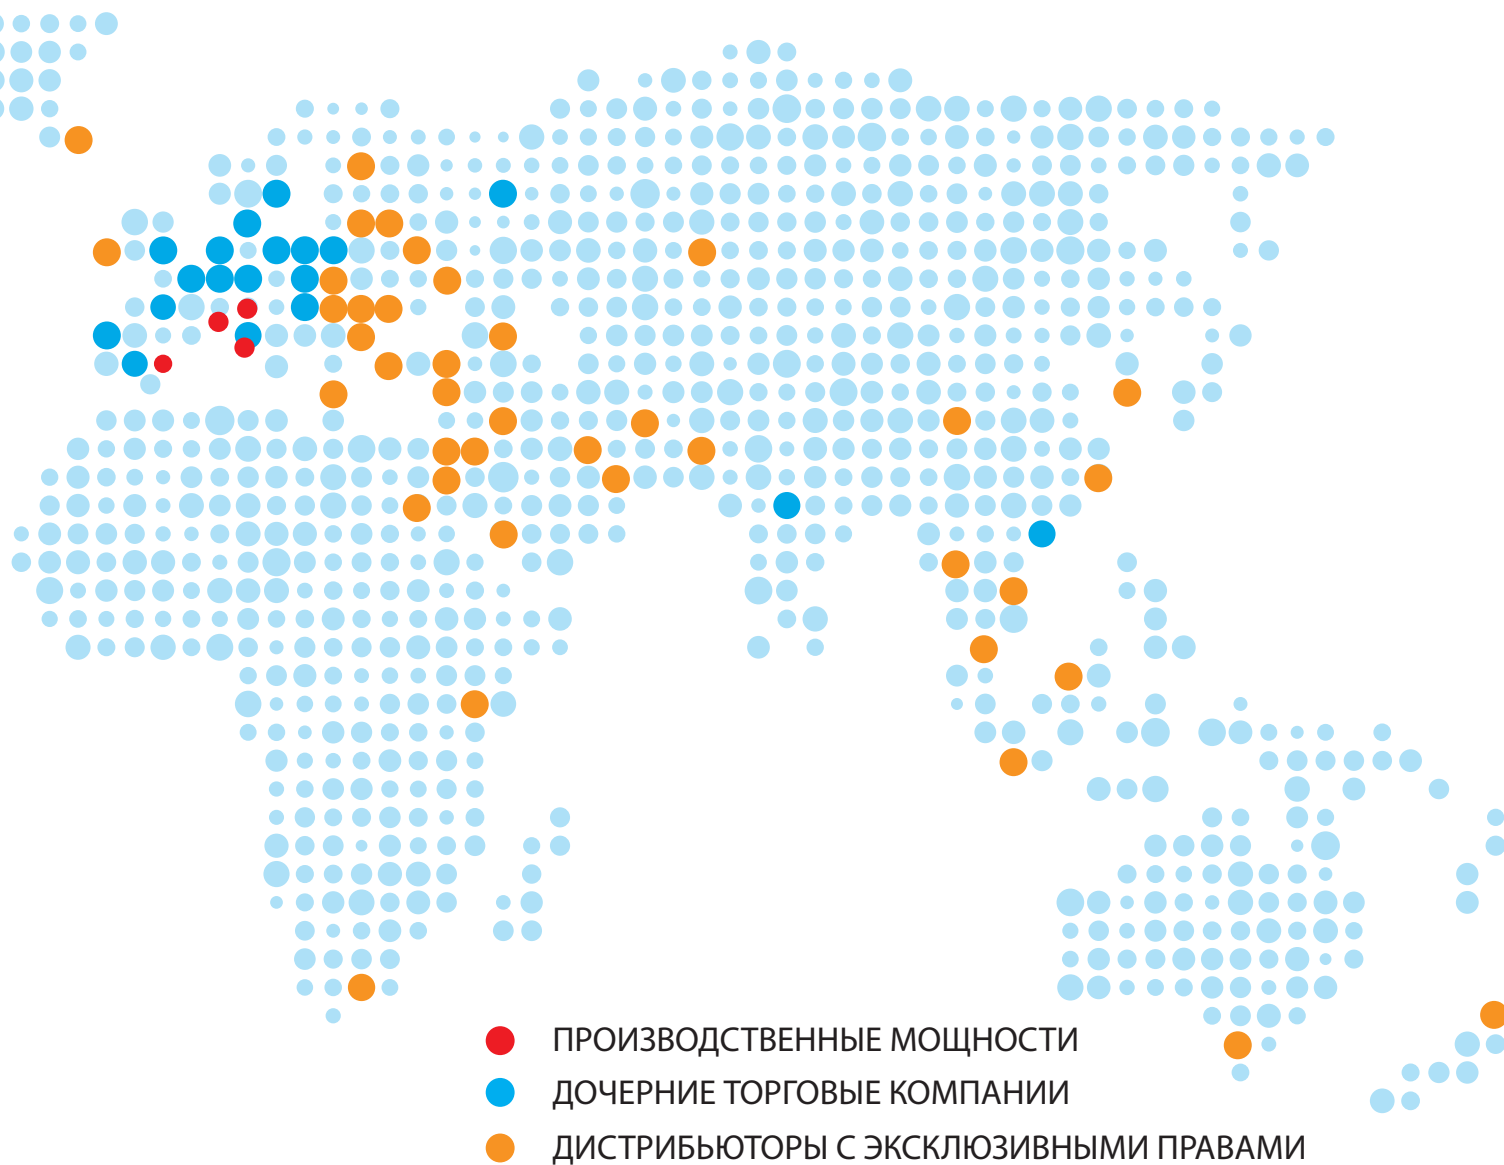 ПРОИЗВОДСТВЕННЫЕ МОЩНОСТИ
ДОЧЕРНИЕ ТОРГОВЫЕ КОМПАНИИ
ДИСТРИБЬЮТОРЫ С ЭКСКЛЮЗИВНЫМИ ПРАВАМИ